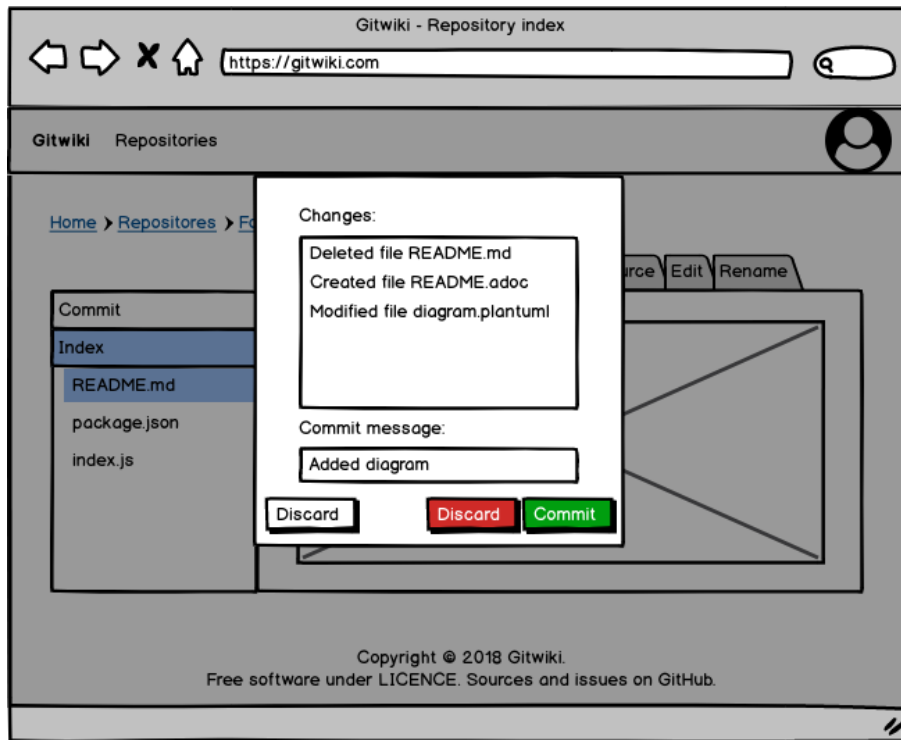 Gitwiki - Repository index
https://gitwiki.com
Gitwiki Repositories
Home Repositores
Changes:
Deleted file README.md
Created file README.adoc
Modified file diagram.plantuml
Edit Rename
Commit
Index
README.md
package.json
index.js
Commit message:
Added diagram
Discard Discard Commit
Copyright © 2018 Gitwiki.
Free software under LICENCE. Sources and issues on GitHub.